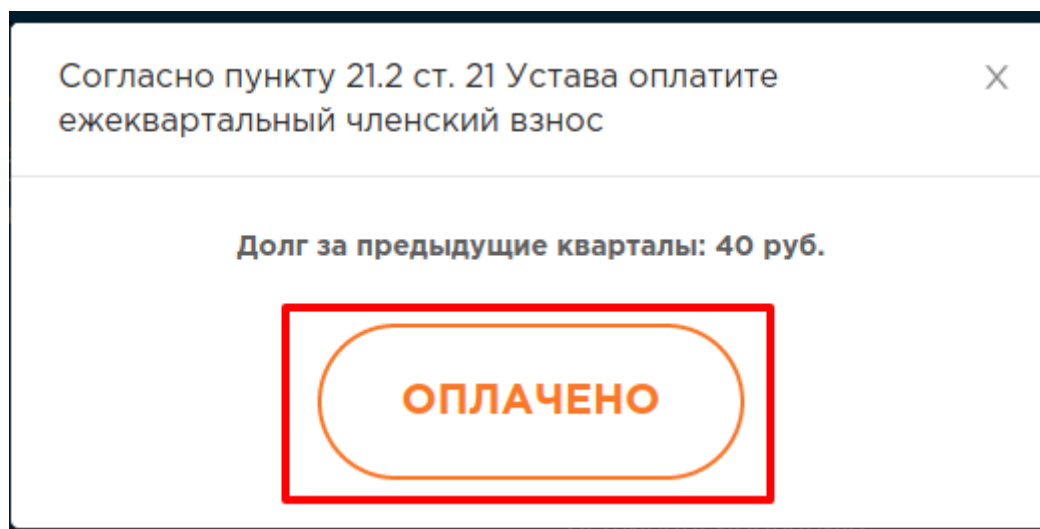 Согласно пункту 21.2 ст. 21 Устава оплатите
ежеквартальный членский взнос
X
Долг за предыдущие кварталы: 40 руб.
ОПЛАЧЕНО